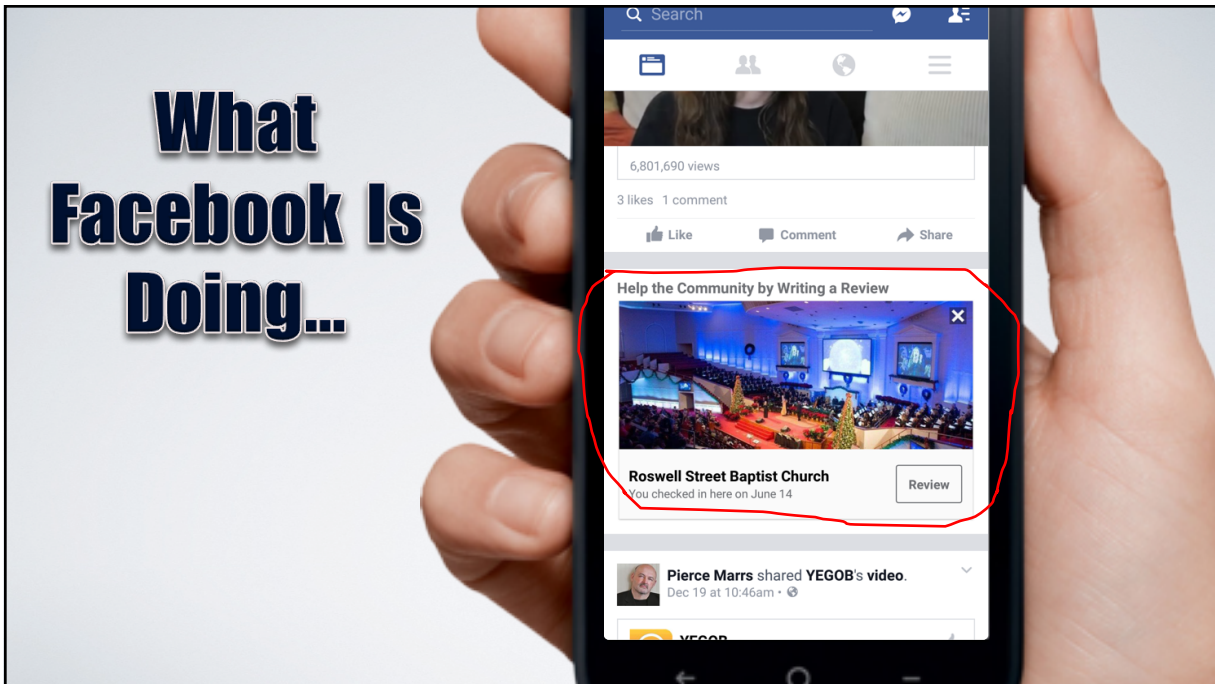 What
Facebook Is
Doing...
Search
6,801,690 views
3 likes 1 comment
Like Comment Share
Help the Community by Writing a Review
Roswell Street Baptist Church
You checked in here on June 14
Review
Pierce Marrs shared YEGOB's video.
Dec 19 at 10:46am •
YEGOB